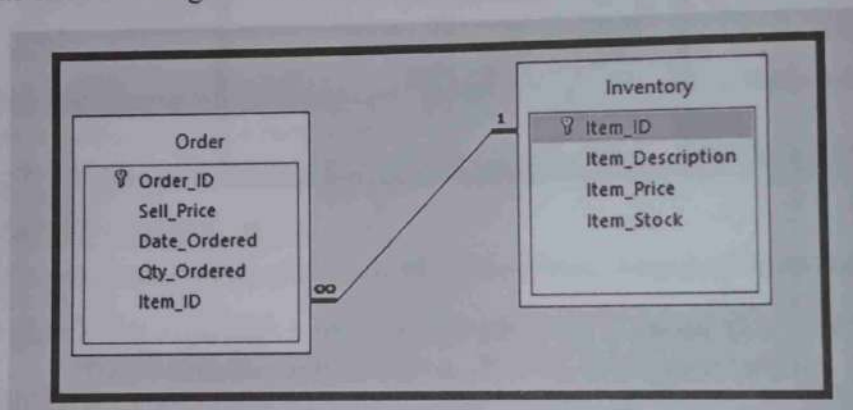 Order
Order_ID
Sell_Price
Date_Ordered
Qty_Ordered
Item_ID
∞
1
Inventory
Item_ID
Item_Description
Item_Price
Item_Stock